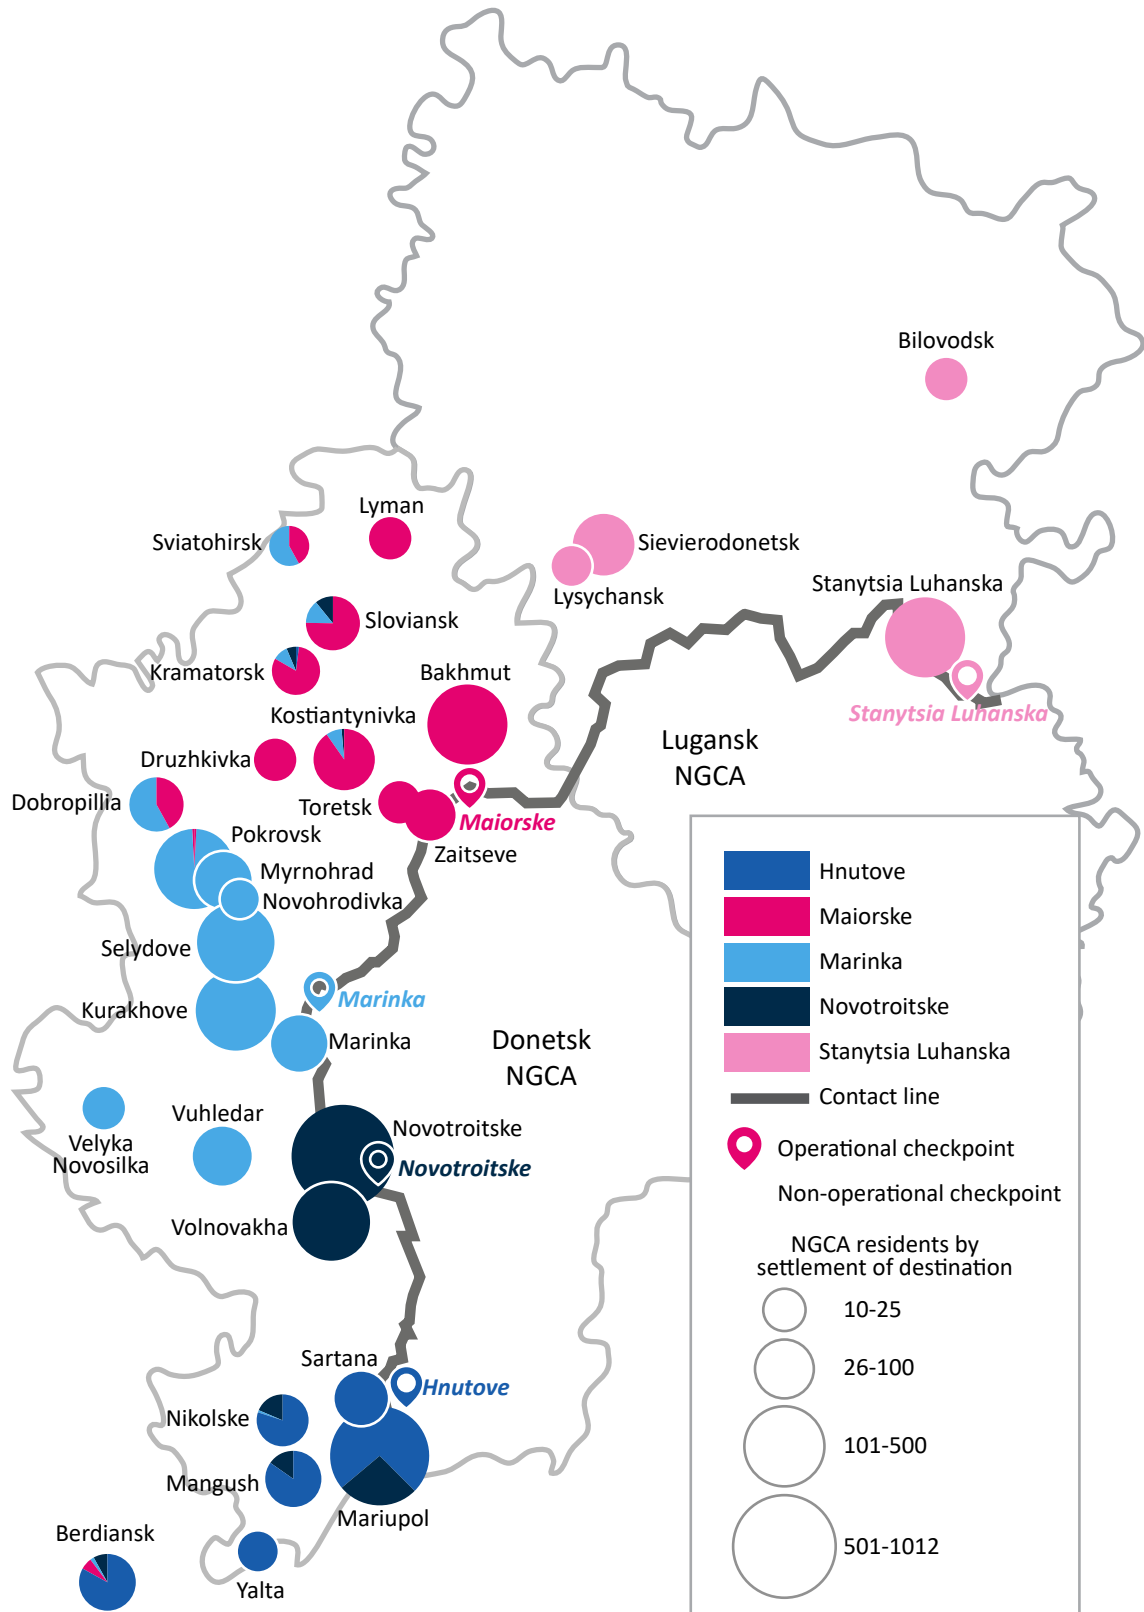 Bilovodsk
Lyman
Sviatohirsk
Sievierodonetsk
Lysychansk
Stanytsia Luhanska
Sloviansk
Kramatorsk
Bakhmut
Stanytsia Luhanska
Kostiantynivka
Lugansk
NGCA
Druzhkivka
Dobropillia
Toretsk
Maiorske
Pokrovsk
Zaitseve
Myrnohrad
Novohrodivka
Selydove
Marinka
Kurakhove
Marinka
Donetsk
NGCA
Vuhledar
Velyka
Novosilka
Novotroitske
Novotroitske
Volnovakha
Sartana
Hnutove
Nikolske
Mangush
Mariupol
Berdiansk
Yalta
Hnutove
Maiorske
Marinka
Novotroitske
Stanytsia Luhanska
Contact line
Operational checkpoint
Non-operational checkpoint
NGCA residents by
settlement of destination
10-25
26-100
101-500
501-1012